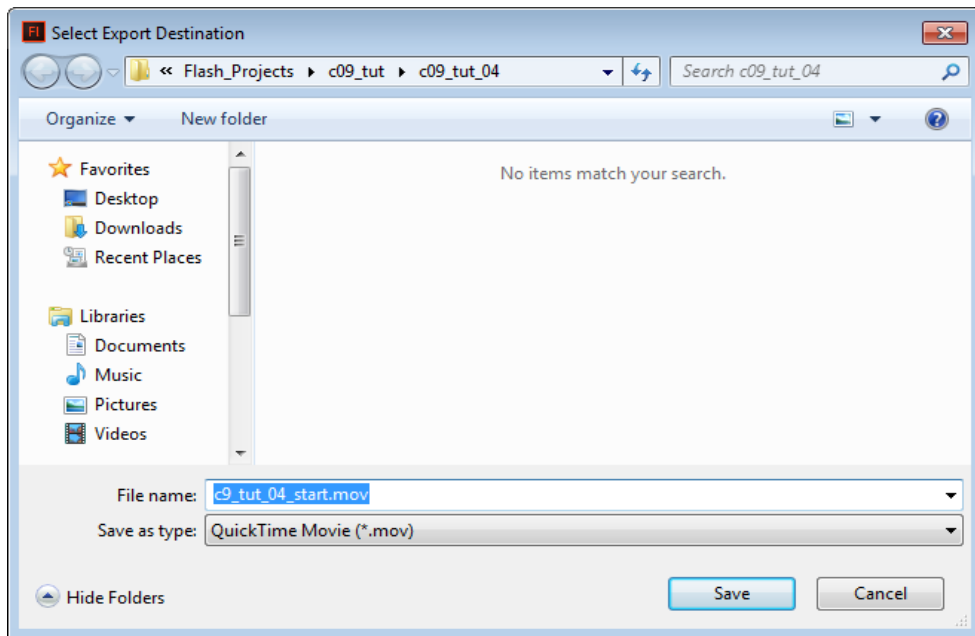 Fl Select Export Destination
« Flash_Projects c09_tut c09_tut_04 Search c09_tut_04
Organize New folder
Favorites
Desktop
Downloads
Recent Places
Libraries
Documents
Music
Pictures
Videos
No items match your search.
File name: c9_tut_04_start.mov
Save as type: QuickTime Movie (*.mov)
Hide Folders Save Cancel